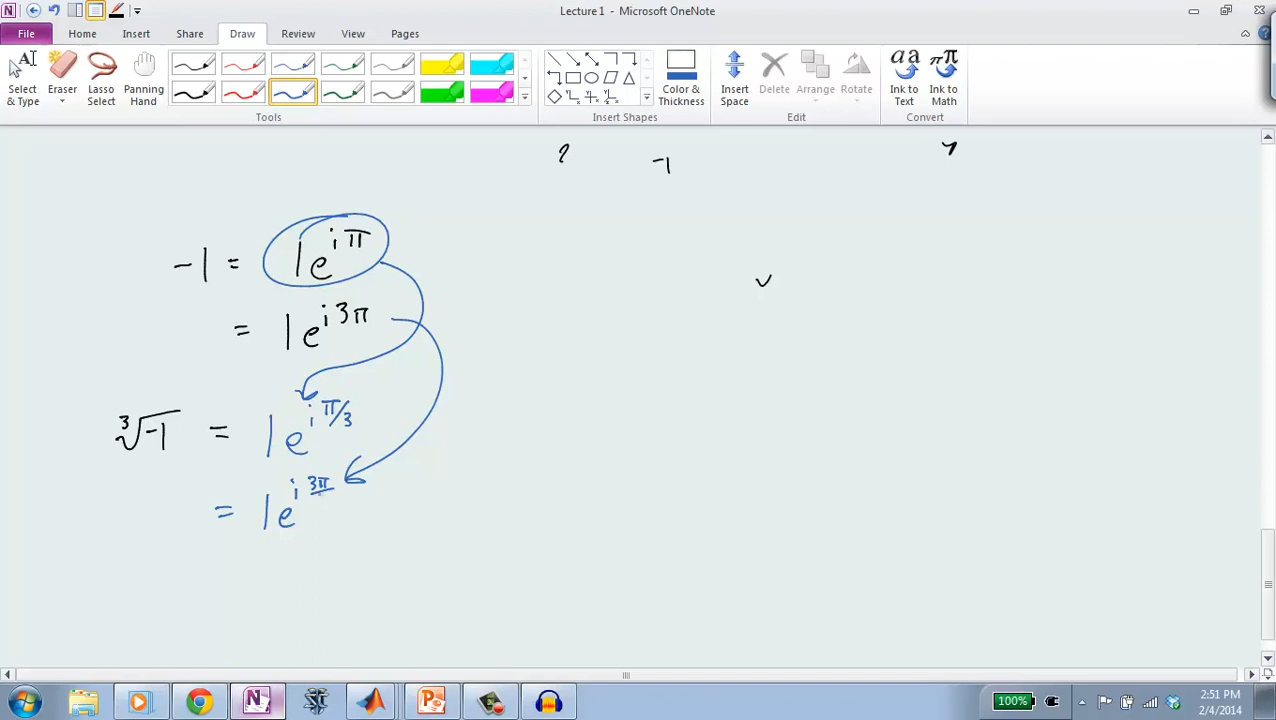 Lecture1 - Microsoft OneNote
File Home Insert Draw Share Review View Pages
Select & Type
Eraser
Lasso Select
Panning Hand
Color & Thickness
Insert Space
Delete
Arrange
Rotate
Ink to Text
Ink to Math
Tools
Insert Shapes
Edit
Convert
2 -1
-1 = 1e^{iπ}
= 1e^{i3π}
∛-1 = 1e^{iπ/3}
= 1e^{i3π}
100%
2:51 PM
2/4/2014